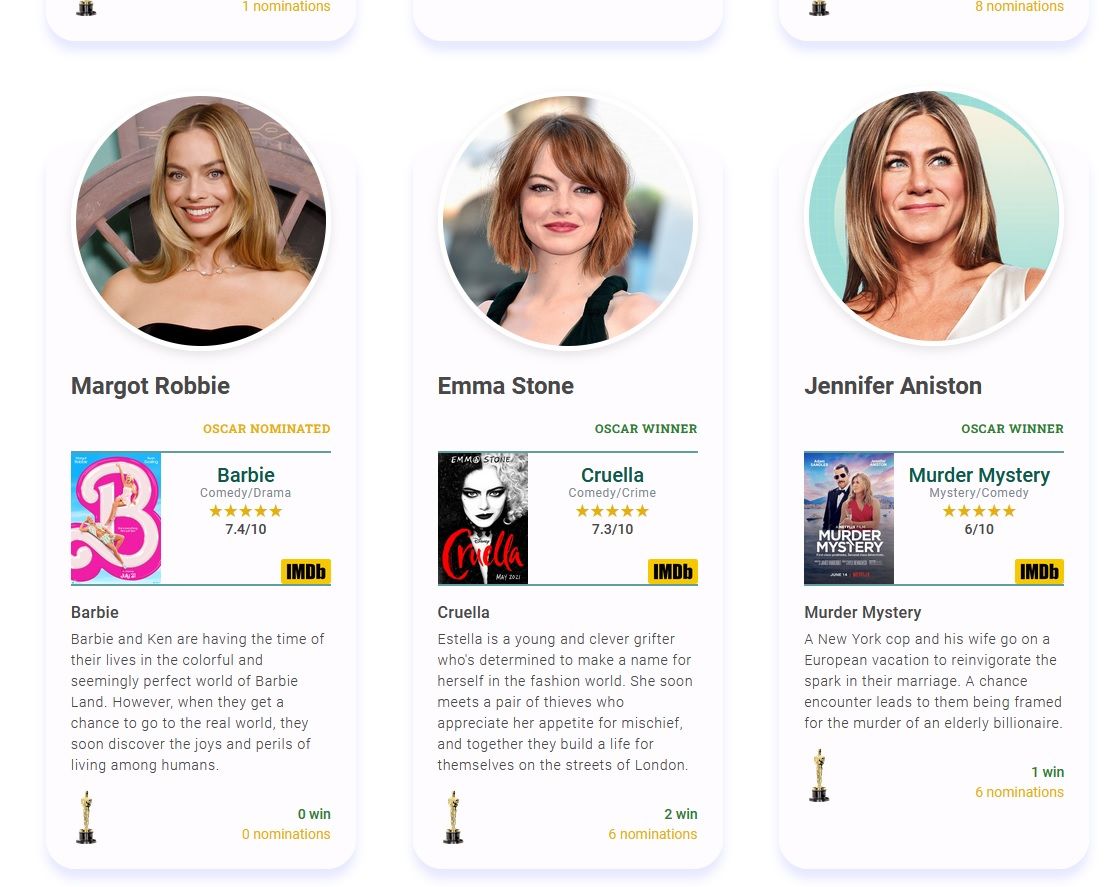 1 nominations
8 nominations
Margot Robbie
OSCAR NOMINATED
Barbie
Comedy/Drama
7.4/10
IMDb
Barbie
Barbie and Ken are having the time of
their lives in the colorful and
seemingly perfect world of Barbie
Land. However, when they get a
chance to go to the real world, they
soon discover the joys and perils of
living among humans.
0 win
0 nominations
Emma Stone
OSCAR WINNER
EMMA STONE
Disney
Cruella
MAY 2021
Cruella
Comedy/Crime
7.3/10
IMDb
Cruella
Estella is a young and clever grifter
who's determined to make a name for
herself in the fashion world. She soon
meets a pair of thieves who
appreciate her appetite for mischief,
and together they build a life for
themselves on the streets of London.
2 win
6 nominations
Jennifer Aniston
OSCAR WINNER
MURDER
MYSTERY
JUNE 14
Murder Mystery
Mystery/Comedy
6/10
IMDb
Murder Mystery
A New York cop and his wife go on a
European vacation to reinvigorate the
spark in their marriage. A chance
encounter leads to them being framed
for the murder of an elderly billionaire.
1 win
6 nominations